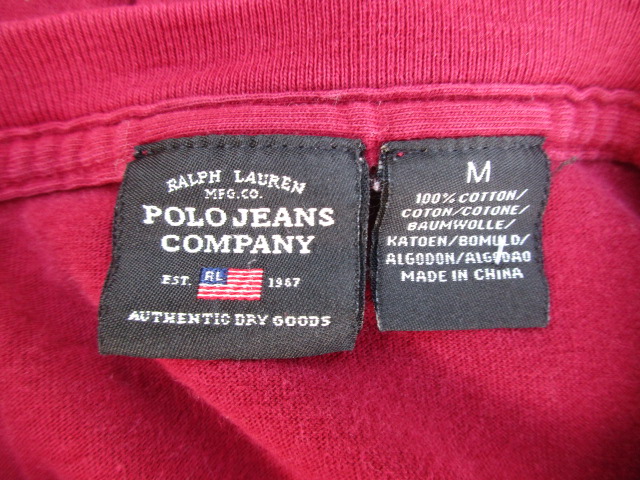 RALPH LAUREN
MFG. CO.
POLO JEANS
COMPANY
EST. RL 1967
AUTHENTIC DRY GOODS
M
100% COTTON/
COTON/COTONE/
BAUMWOLLE/
KATOEN/BOMULD/
ALGODON/ALGODAO
MADE IN CHINA